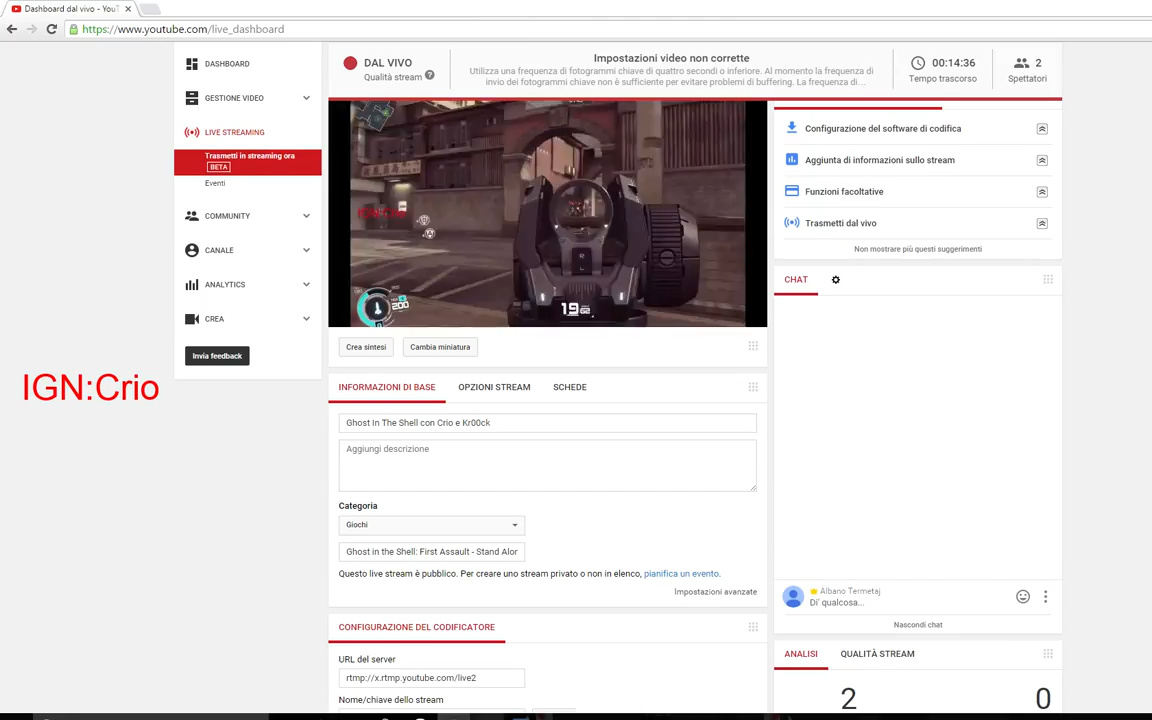 Dashboard dal vivo - You
https://www.youtube.com/live_dashboard
DASHBOARD
GESTIONE VIDEO
LIVE STREAMING
Trasmetti in streaming ora
BETA
Eventi
COMMUNITY
CANALE
ANALYTICS
CREA
Invia feedback
IGN:Crio
DAL VIVO
Qualità stream ?
Impostazioni video non corrette
Utilizza una frequenza di fotogrammi chiave di quattro secondi o inferiore. Al momento la frequenza di
invio dei fotogrammi chiave non è sufficiente per evitare problemi di buffering. La frequenza di...
00:14:36
Tempo trascorso
2
Spettatori
IGN:Crio
R
L
19
200
Crea sintesi
Cambia miniatura
INFORMAZIONI DI BASE
OPZIONI STREAM
SCHEDE
Ghost In The Shell con Crio e Kr00ck
Aggiungi descrizione
Categoria
Giochi
Ghost in the Shell: First Assault - Stand Alor
Questo live stream è pubblico. Per creare uno stream privato o non in elenco, pianifica un evento.
Impostazioni avanzate
CONFIGURAZIONE DEL CODIFICATORE
URL del server
rtmp://x.rtmp.youtube.com/live2
Nome/chiave dello stream
Configurazione del software di codifica
Aggiunta di informazioni sullo stream
Funzioni facoltative
Trasmetti dal vivo
Non mostrare più questi suggerimenti
CHAT
Albano Termetaj
Di' qualcosa...
Nascondi chat
ANALISI
QUALITÀ STREAM
2
0